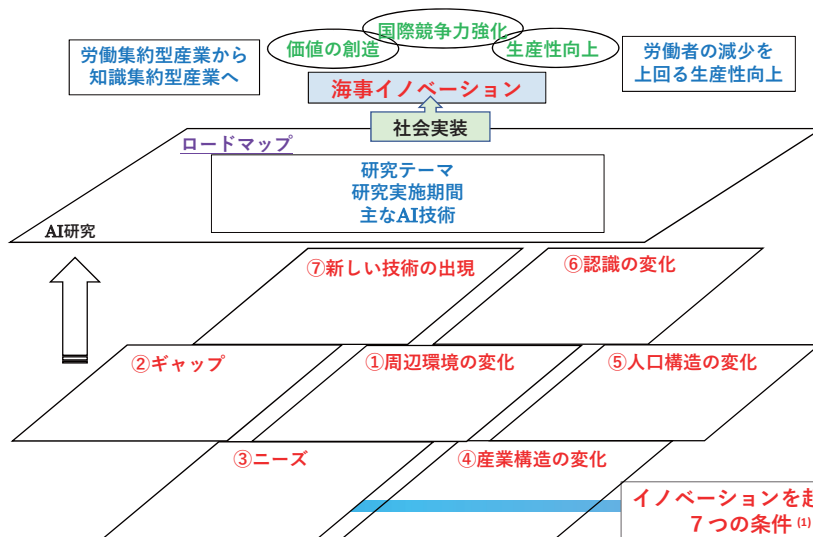 国際競争力強化
価値の創造
生産性向上
労働集約型産業から
知識集約型産業へ
労働者の減少を
上回る生産性向上
海事イノベーション
社会実装
ロードマップ
研究テーマ
研究実施期間
主なAI技術
AI研究
⑦新しい技術の出現
⑥認識の変化
②ギャップ
①周辺環境の変化
⑤人口構造の変化
③ニーズ
④産業構造の変化
イノベーションを起
７つの条件 (1)